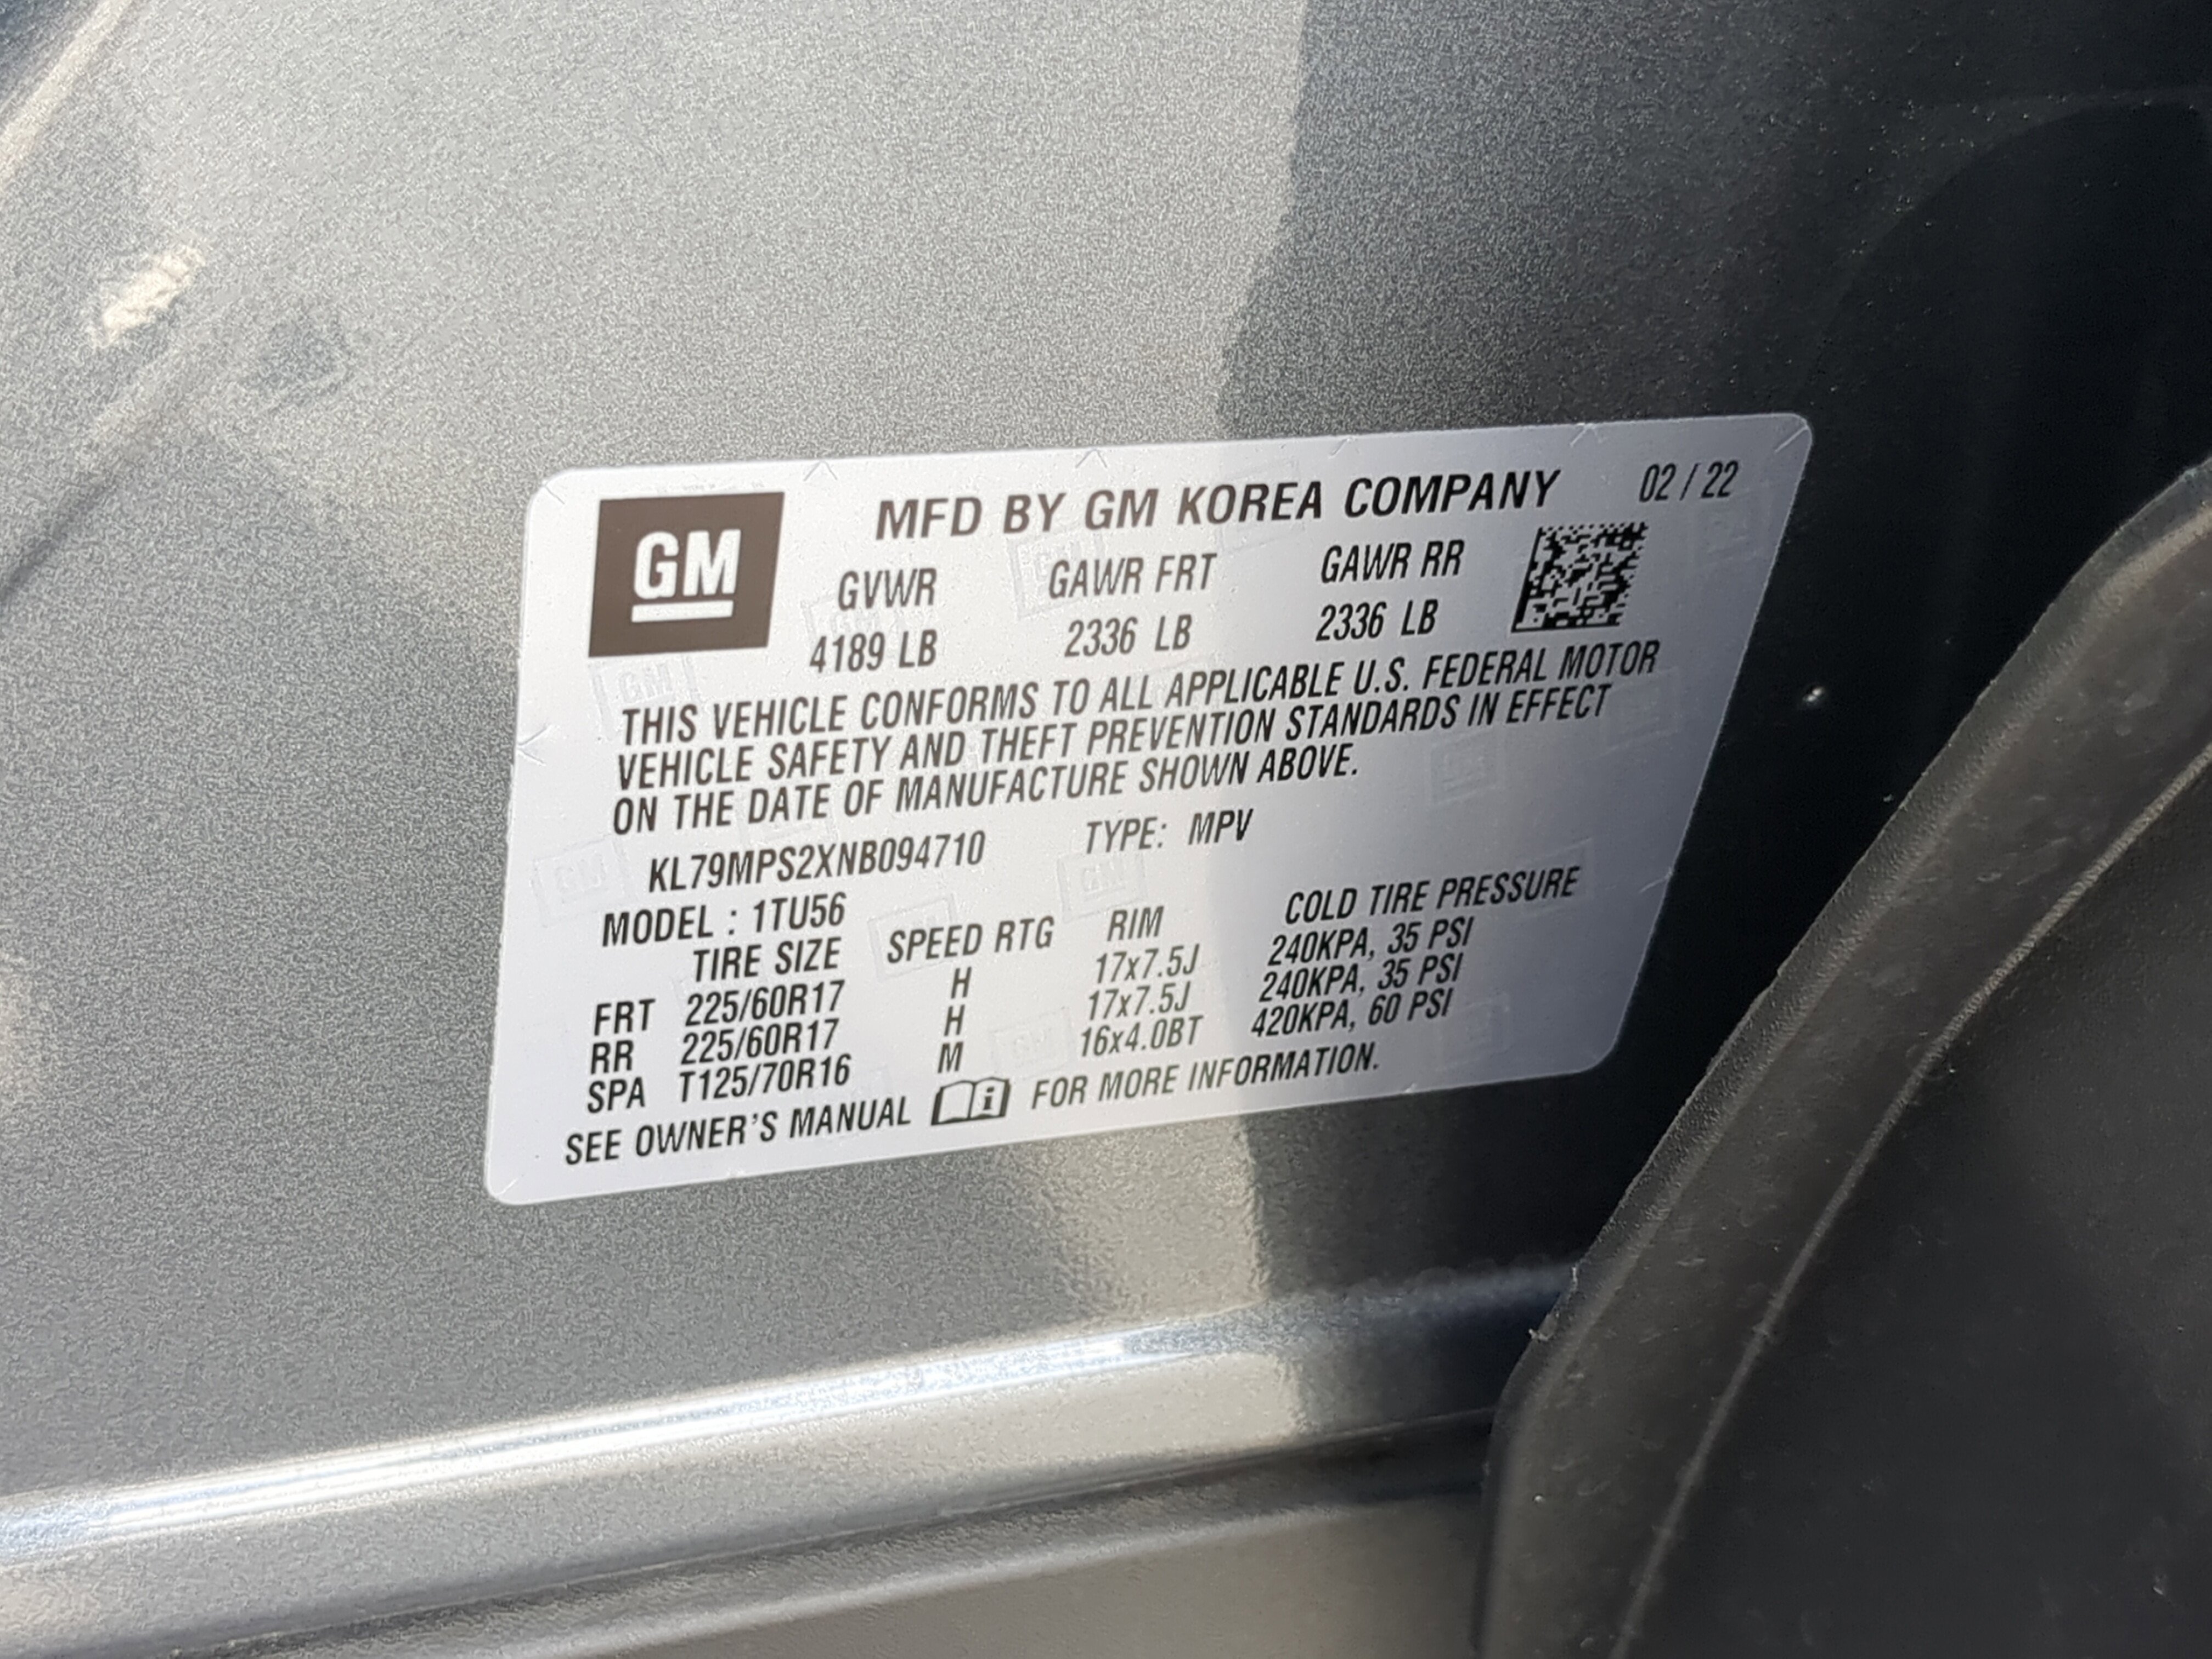 GM
MFD BY GM KOREA COMPANY 02 / 22
GVWR GAWR FRT GAWR RR
4189 LB 2336 LB 2336 LB
THIS VEHICLE CONFORMS TO ALL APPLICABLE U.S. FEDERAL MOTOR
VEHICLE SAFETY AND THEFT PREVENTION STANDARDS IN EFFECT
ON THE DATE OF MANUFACTURE SHOWN ABOVE.
KL79MPS2XNB094710 TYPE: MPV
MODEL : 1TU56
TIRE SIZE SPEED RTG RIM COLD TIRE PRESSURE
FRT 225/60R17 H 17x7.5J 240KPA, 35 PSI
RR 225/60R17 H 17x7.5J 240KPA, 35 PSI
SPA T125/70R16 M 16x4.0BT 420KPA, 60 PSI
SEE OWNER'S MANUAL i FOR MORE INFORMATION.